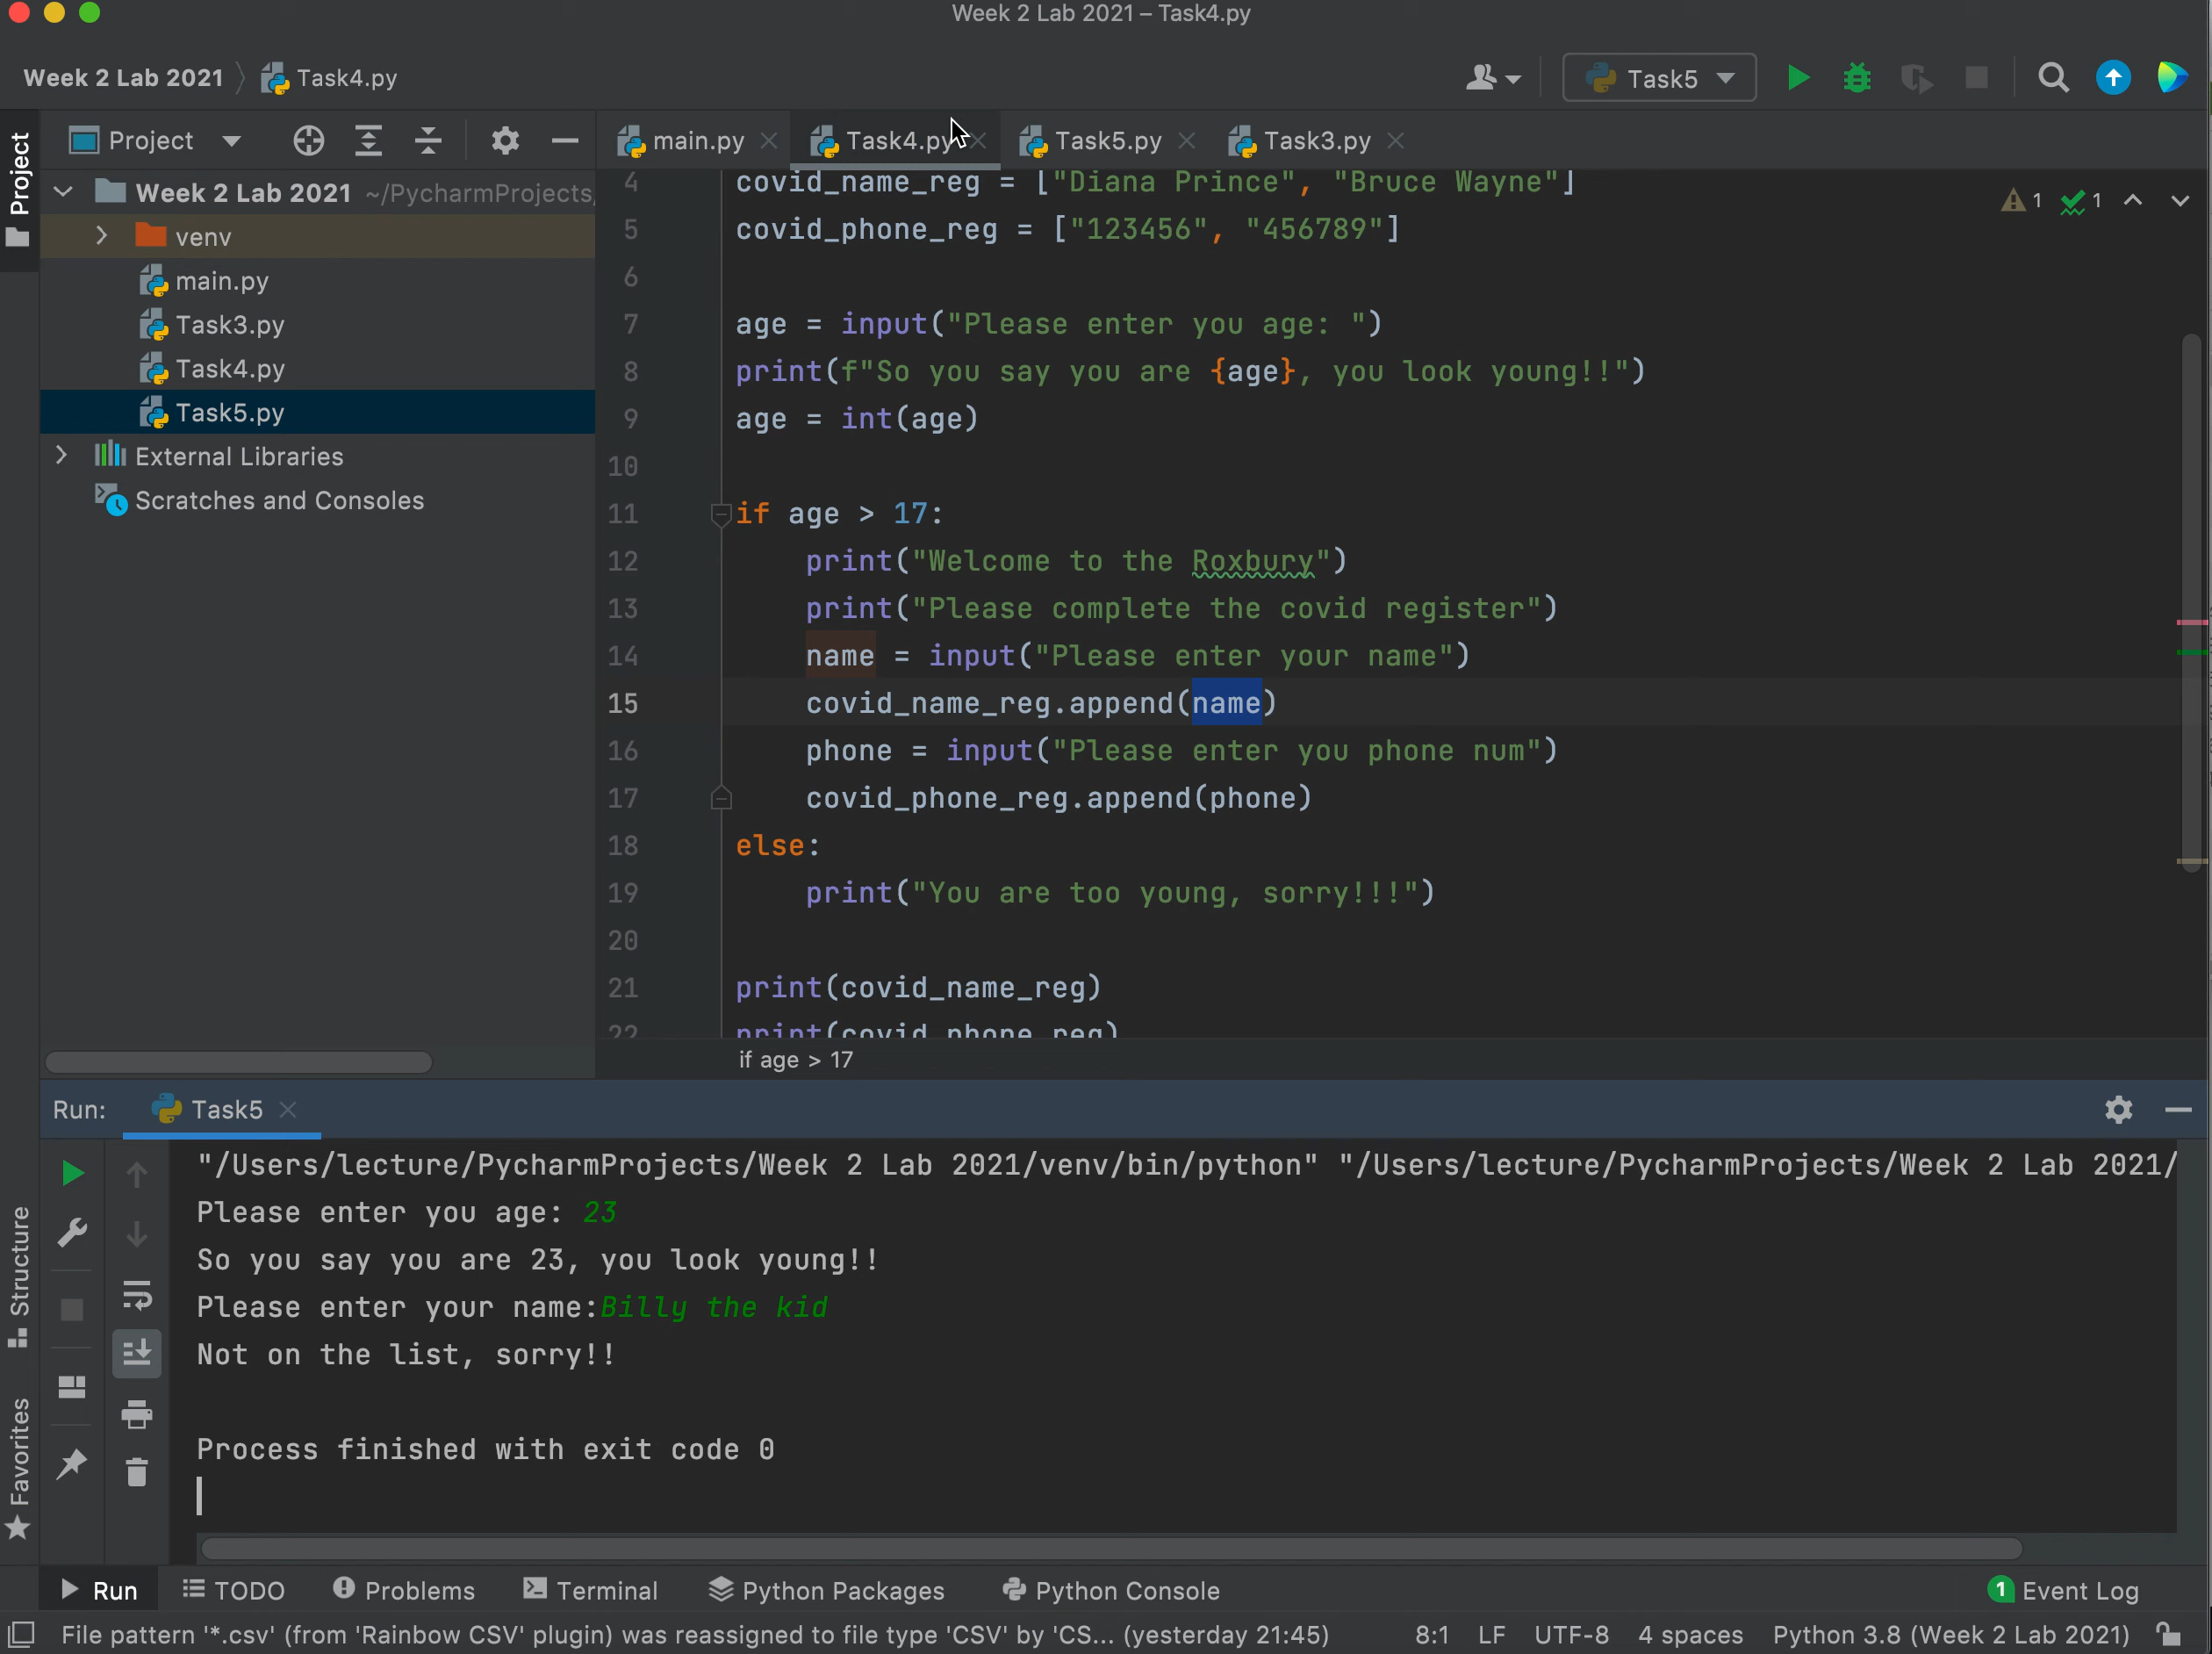 Week 2 Lab 2021 – Task4.py
Week 2 Lab 2021 Task4.py
Task5
Project
Project
main.py Task4.py Task5.py Task3.py
Week 2 Lab 2021 ~/PycharmProjects/
venv
main.py
Task3.py
Task4.py
Task5.py
External Libraries
Scratches and Consoles
1 1
4 covid_name_reg = ["Diana Prince", "Bruce Wayne"]
5 covid_phone_reg = ["123456", "456789"]
6
7 age = input("Please enter you age: ")
8 print(f"So you say you are {age}, you look young!!")
9 age = int(age)
10
11 if age > 17:
12 print("Welcome to the Roxbury")
13 print("Please complete the covid register")
14 name = input("Please enter your name")
15 covid_name_reg.append(name)
16 phone = input("Please enter you phone num")
17 covid_phone_reg.append(phone)
18 else:
19 print("You are too young, sorry!!!")
20
21 print(covid_name_reg)
22 print(covid_phone_reg)
if age > 17
Run: Task5
"/Users/lecture/PycharmProjects/Week 2 Lab 2021/venv/bin/python" "/Users/lecture/PycharmProjects/Week 2 Lab 2021/
Please enter you age: 23
So you say you are 23, you look young!!
Please enter your name:Billy the kid
Not on the list, sorry!!
Process finished with exit code 0
Structure
Favorites
Run TODO Problems Terminal Python Packages Python Console 1 Event Log
File pattern '*.csv' (from 'Rainbow CSV' plugin) was reassigned to file type 'CSV' by 'CS... (yesterday 21:45) 8:1 LF UTF-8 4 spaces Python 3.8 (Week 2 Lab 2021)